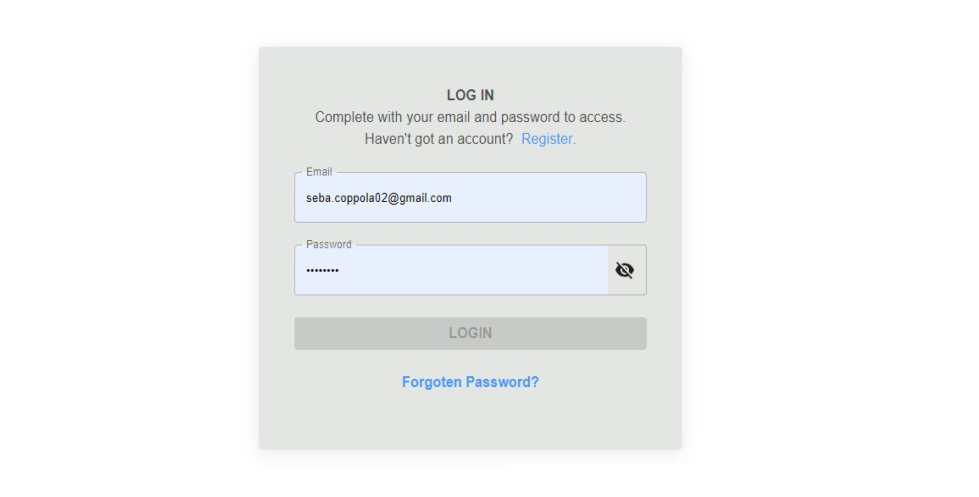 LOG IN
Complete with your email and password to access.
Haven't got an account? Register.
Email
seba.coppola02@gmail.com
Password
••••••••
LOGIN
Forgoten Password?